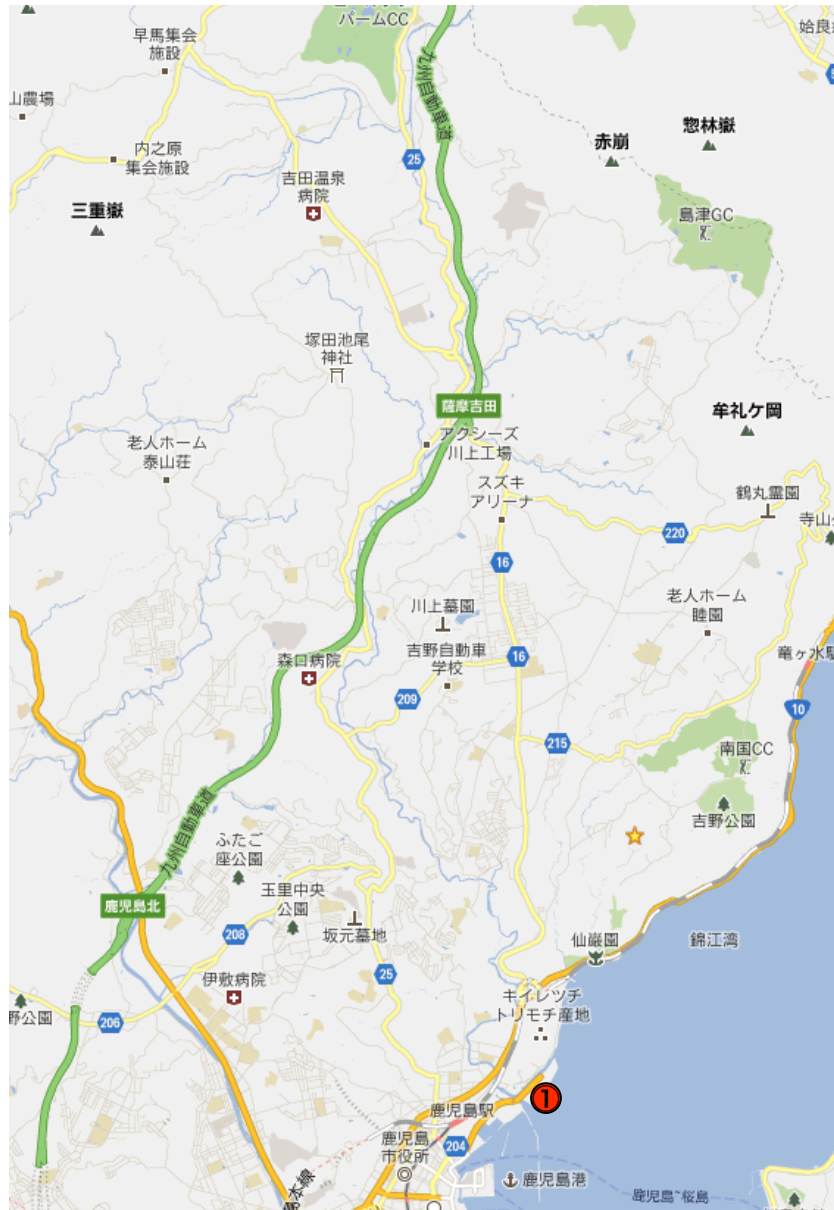 パームCC
早馬集会
施設
姶良
九州自動車道
山農場
内之原
集会施設
25
赤崩
惣林嶽
吉田温泉
病院
三重嶽
島津GC
塚田池尾
神社
薩摩吉田
牟礼ケ岡
老人ホーム
泰山荘
アクシーズ
川上工場
スズキ
アリーナ
鶴丸霊園
寺山
220
16
川上墓園
老人ホーム
睦園
吉野自動車
学校
16
竜ヶ水
森口病院
209
10
215
南国CC
吉野公園
九州自動車道
ふたご
座公園
玉里中央
公園
鹿児島北
208
坂元墓地
仙巌園
錦江湾
伊敷病院
25
キイレツチ
トリモチ産地
野公園
206
1
鹿児島駅
鹿児島
市役所
204
鹿児島港
本線
鹿児島~桜島